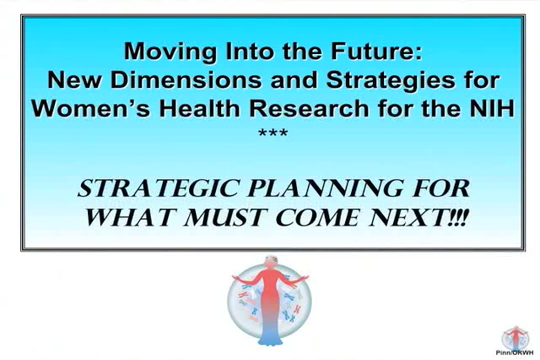 Moving Into the Future:
New Dimensions and Strategies for
Women's Health Research for the NIH
***
STRATEGIC PLANNING FOR
WHAT MUST COME NEXT!!!
Pinn/ORWH